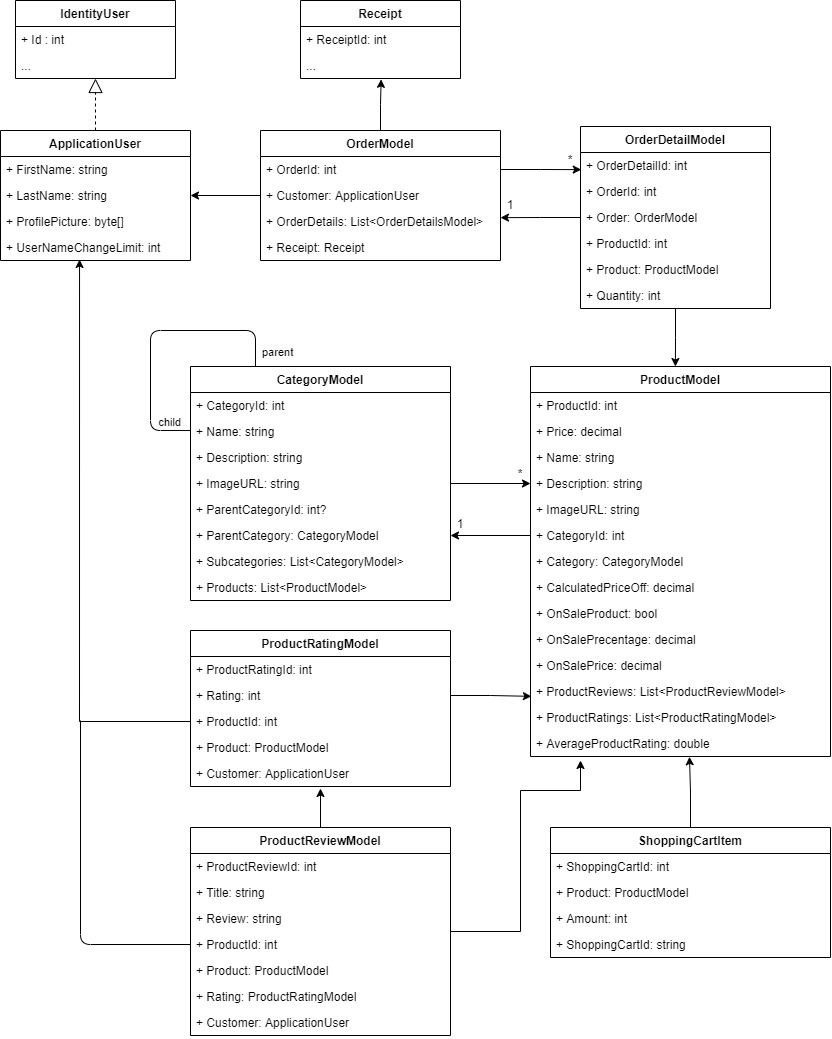 IdentityUser
+ Id : int
...
Receipt
+ ReceiptId: int
...
ApplicationUser
+ FirstName: string
+ LastName: string
+ ProfilePicture: byte[]
+ UserNameChangeLimit: int
OrderModel
+ OrderId: int
+ Customer: ApplicationUser
+ OrderDetails: List<OrderDetailsModel>
+ Receipt: Receipt
*
1
OrderDetailModel
+ OrderDetailId: int
+ OrderId: int
+ Order: OrderModel
+ ProductId: int
+ Product: ProductModel
+ Quantity: int
parent
child
CategoryModel
+ CategoryId: int
+ Name: string
+ Description: string
+ ImageURL: string
+ ParentCategoryId: int?
+ ParentCategory: CategoryModel
+ Subcategories: List<CategoryModel>
+ Products: List<ProductModel>
*
1
ProductModel
+ ProductId: int
+ Price: decimal
+ Name: string
+ Description: string
+ ImageURL: string
+ CategoryId: int
+ Category: CategoryModel
+ CalculatedPriceOff: decimal
+ OnSaleProduct: bool
+ OnSalePrecentage: decimal
+ OnSalePrice: decimal
+ ProductReviews: List<ProductReviewModel>
+ ProductRatings: List<ProductRatingModel>
+ AverageProductRating: double
ProductRatingModel
+ ProductRatingId: int
+ Rating: int
+ ProductId: int
+ Product: ProductModel
+ Customer: ApplicationUser
ProductReviewModel
+ ProductReviewId: int
+ Title: string
+ Review: string
+ ProductId: int
+ Product: ProductModel
+ Rating: ProductRatingModel
+ Customer: ApplicationUser
ShoppingCartItem
+ ShoppingCartId: int
+ Product: ProductModel
+ Amount: int
+ ShoppingCartId: string